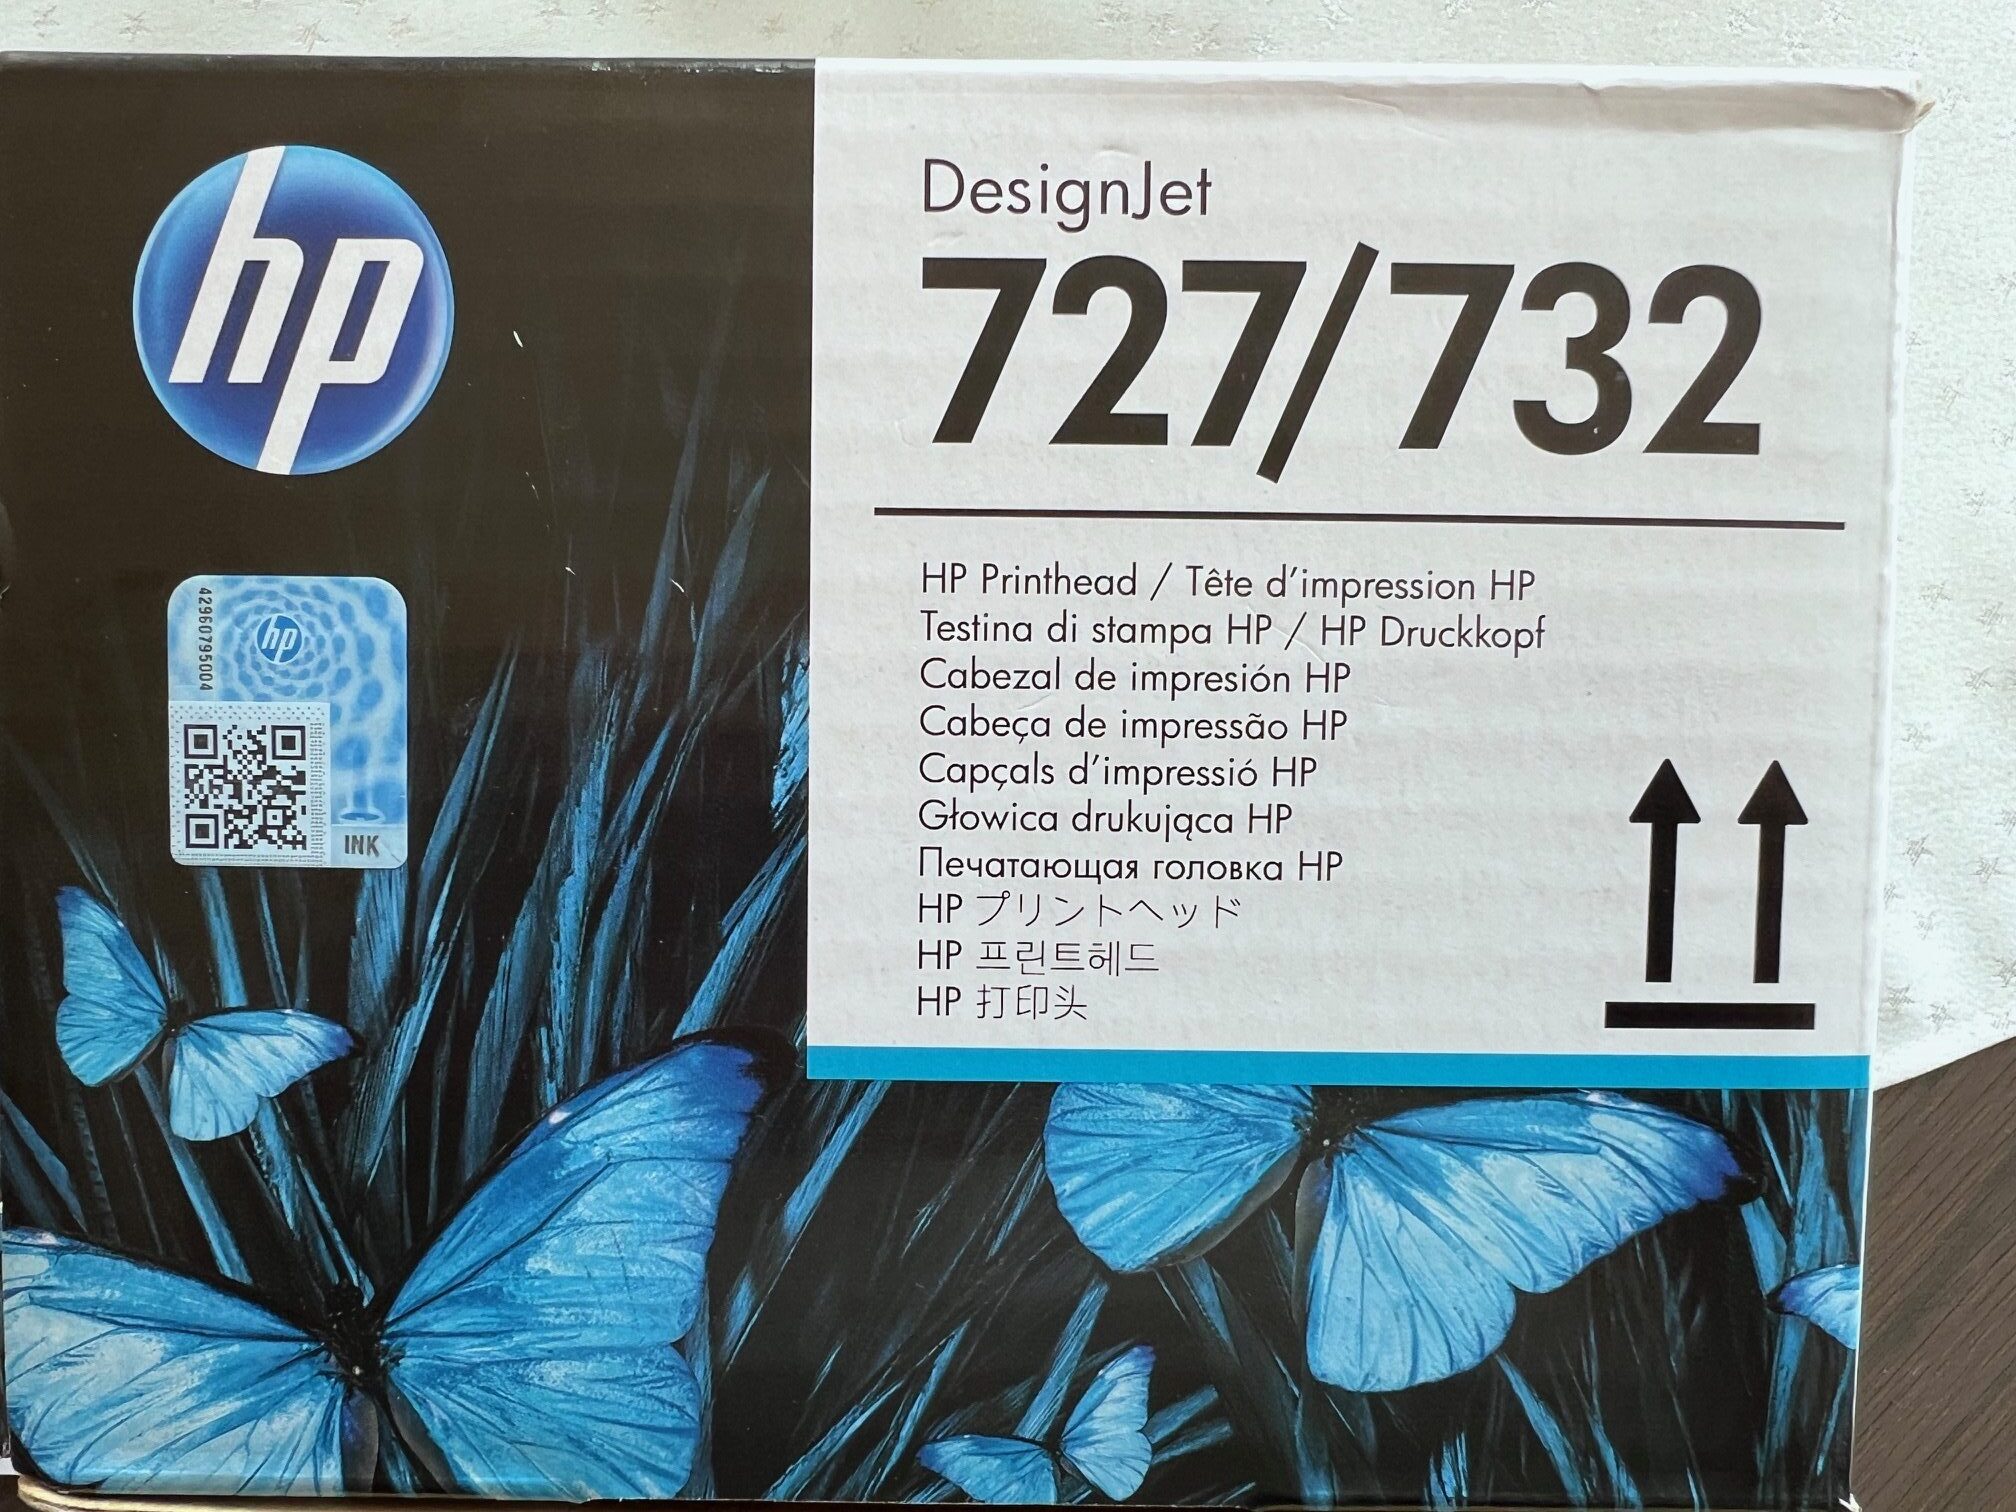 hp
DesignJet
727/732
HP Printhead / Tête d'impression HP
Testina di stampa HP / HP Druckkopf
Cabezal de impresión HP
Cabeça de impressão HP
Capçals d'impressió HP
Głowica drukująca HP
Печатающая головка HP
HP プリントヘッド
HP 프린트헤드
HP 打印头
42960795004
hp
INK